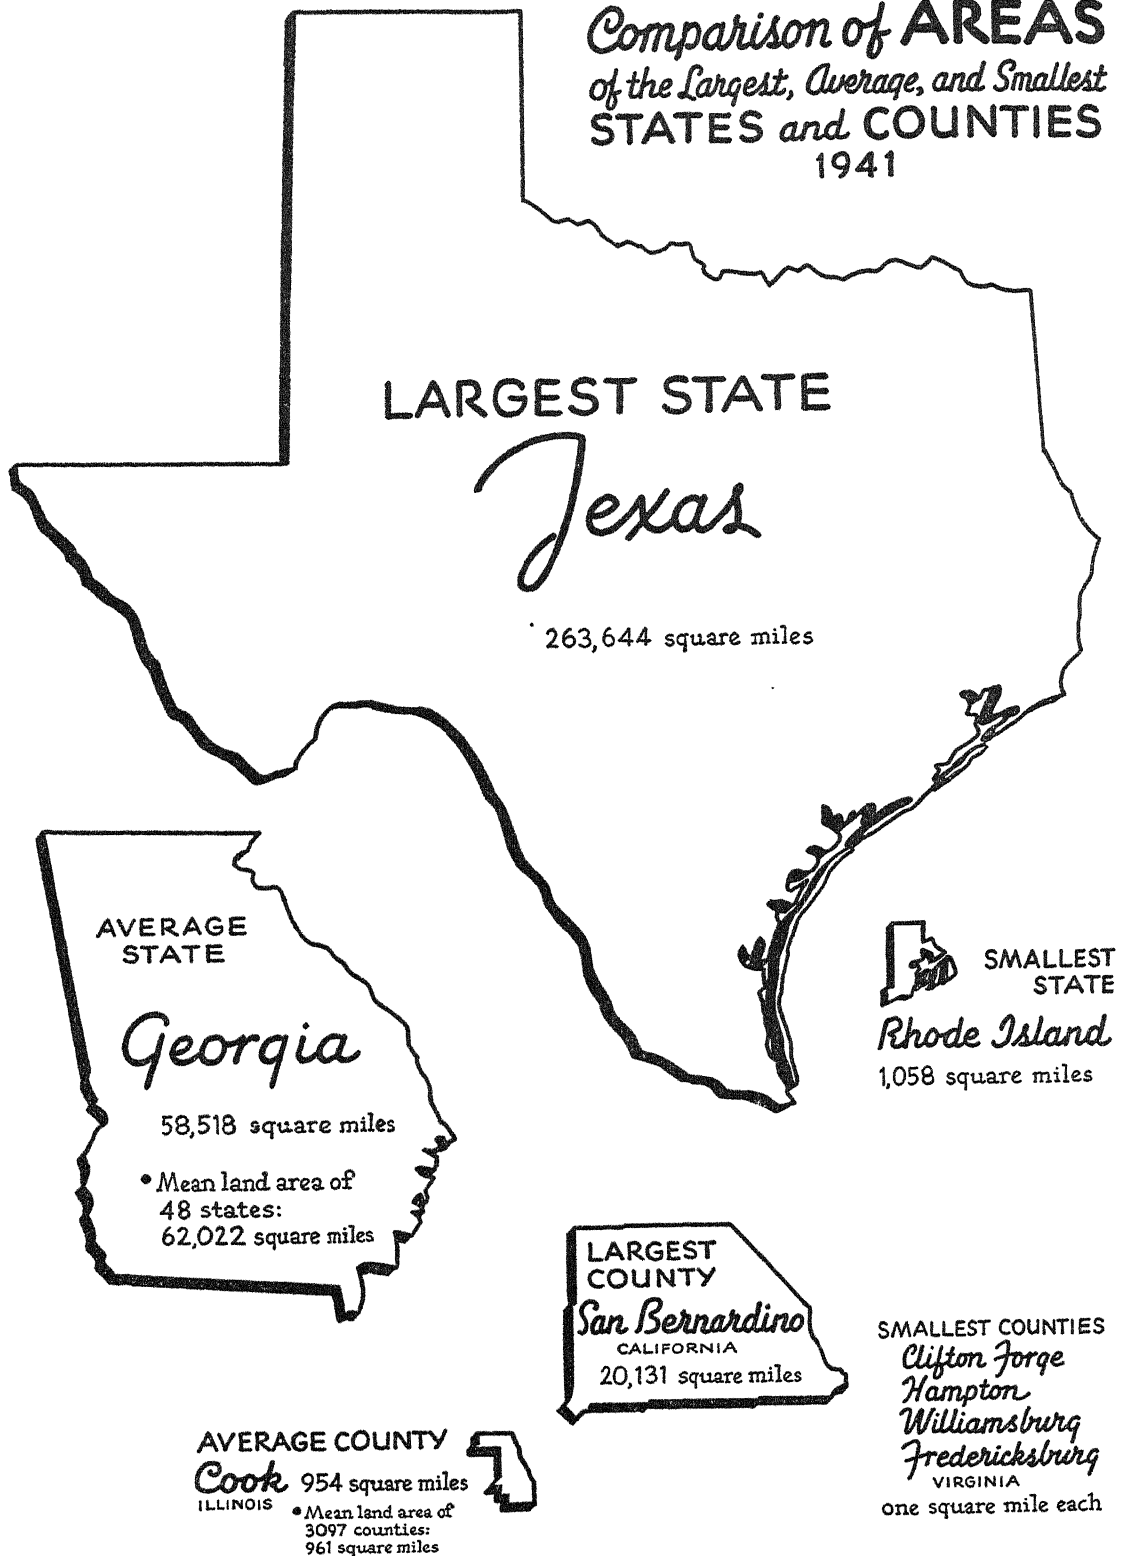 Comparison of AREAS
of the Largest, Average, and Smallest
STATES and COUNTIES
1941
LARGEST STATE
Texas
263,644 square miles
AVERAGE
STATE
Georgia
58,518 square miles
• Mean land area of
48 states:
62,022 square miles
SMALLEST
STATE
Rhode Island
1,058 square miles
LARGEST
COUNTY
San Bernardino
CALIFORNIA
20,131 square miles
SMALLEST COUNTIES
Clifton Forge
Hampton
Williamsburg
Fredericksburg
VIRGINIA
one square mile each
AVERAGE COUNTY
Cook 954 square miles
ILLINOIS
• Mean land area of
3097 counties:
961 square miles